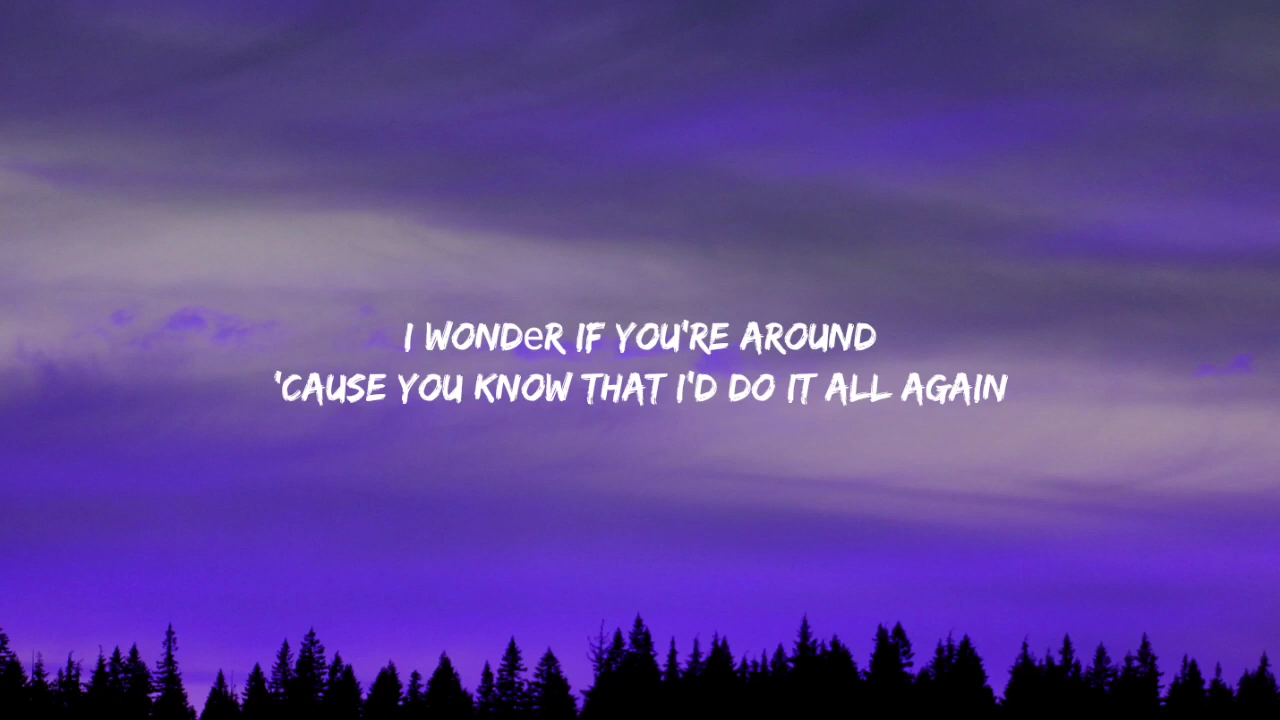 I WONDeR IF YOU'RE AROUND
'CAUSE YOU KNOW THAT I'D DO IT ALL AGAIN